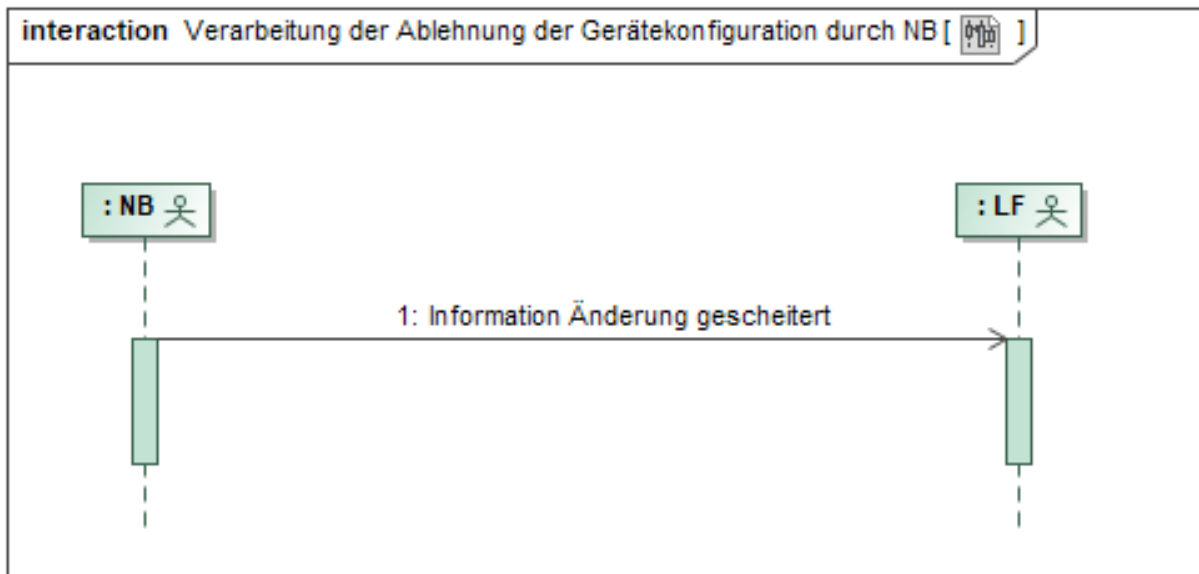 interaction Verarbeitung der Ablehnung der Gerätekonfiguration durch NB [ ]
: NB
: LF
1: Information Änderung gescheitert